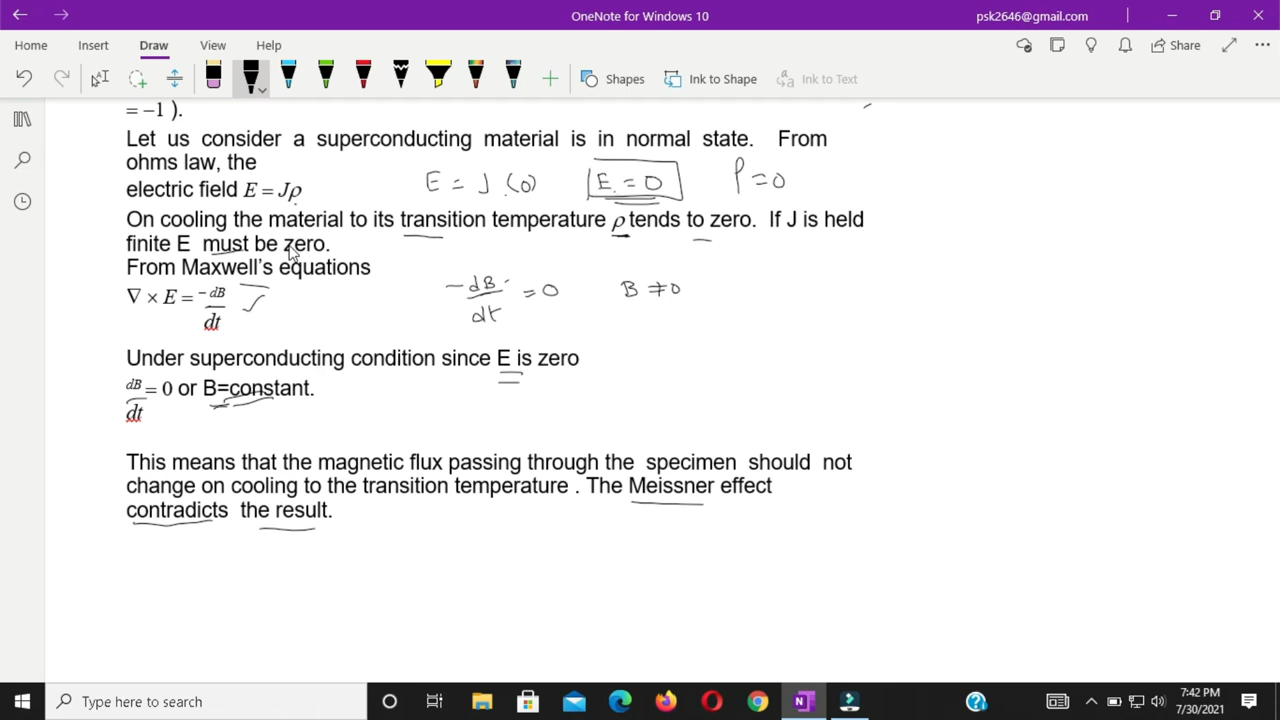 OneNote for Windows 10
psk2646@gmail.com
Home Insert Draw View Help
Share
Shapes Ink to Shape Ink to Text
= −1 ).
Let us consider a superconducting material is in normal state. From
ohms law, the
electric field E = Jρ
E = J (0) E = 0 ρ = 0
On cooling the material to its transition temperature ρ tends to zero. If J is held
finite E must be zero.
From Maxwell's equations
∇ × E = −dB/dt
−dB/dt = 0 B ≠ 0
Under superconducting condition since E is zero
dB/dt = 0 or B=constant.
This means that the magnetic flux passing through the specimen should not
change on cooling to the transition temperature . The Meissner effect
contradicts the result.
Type here to search
7:42 PM
7/30/2021